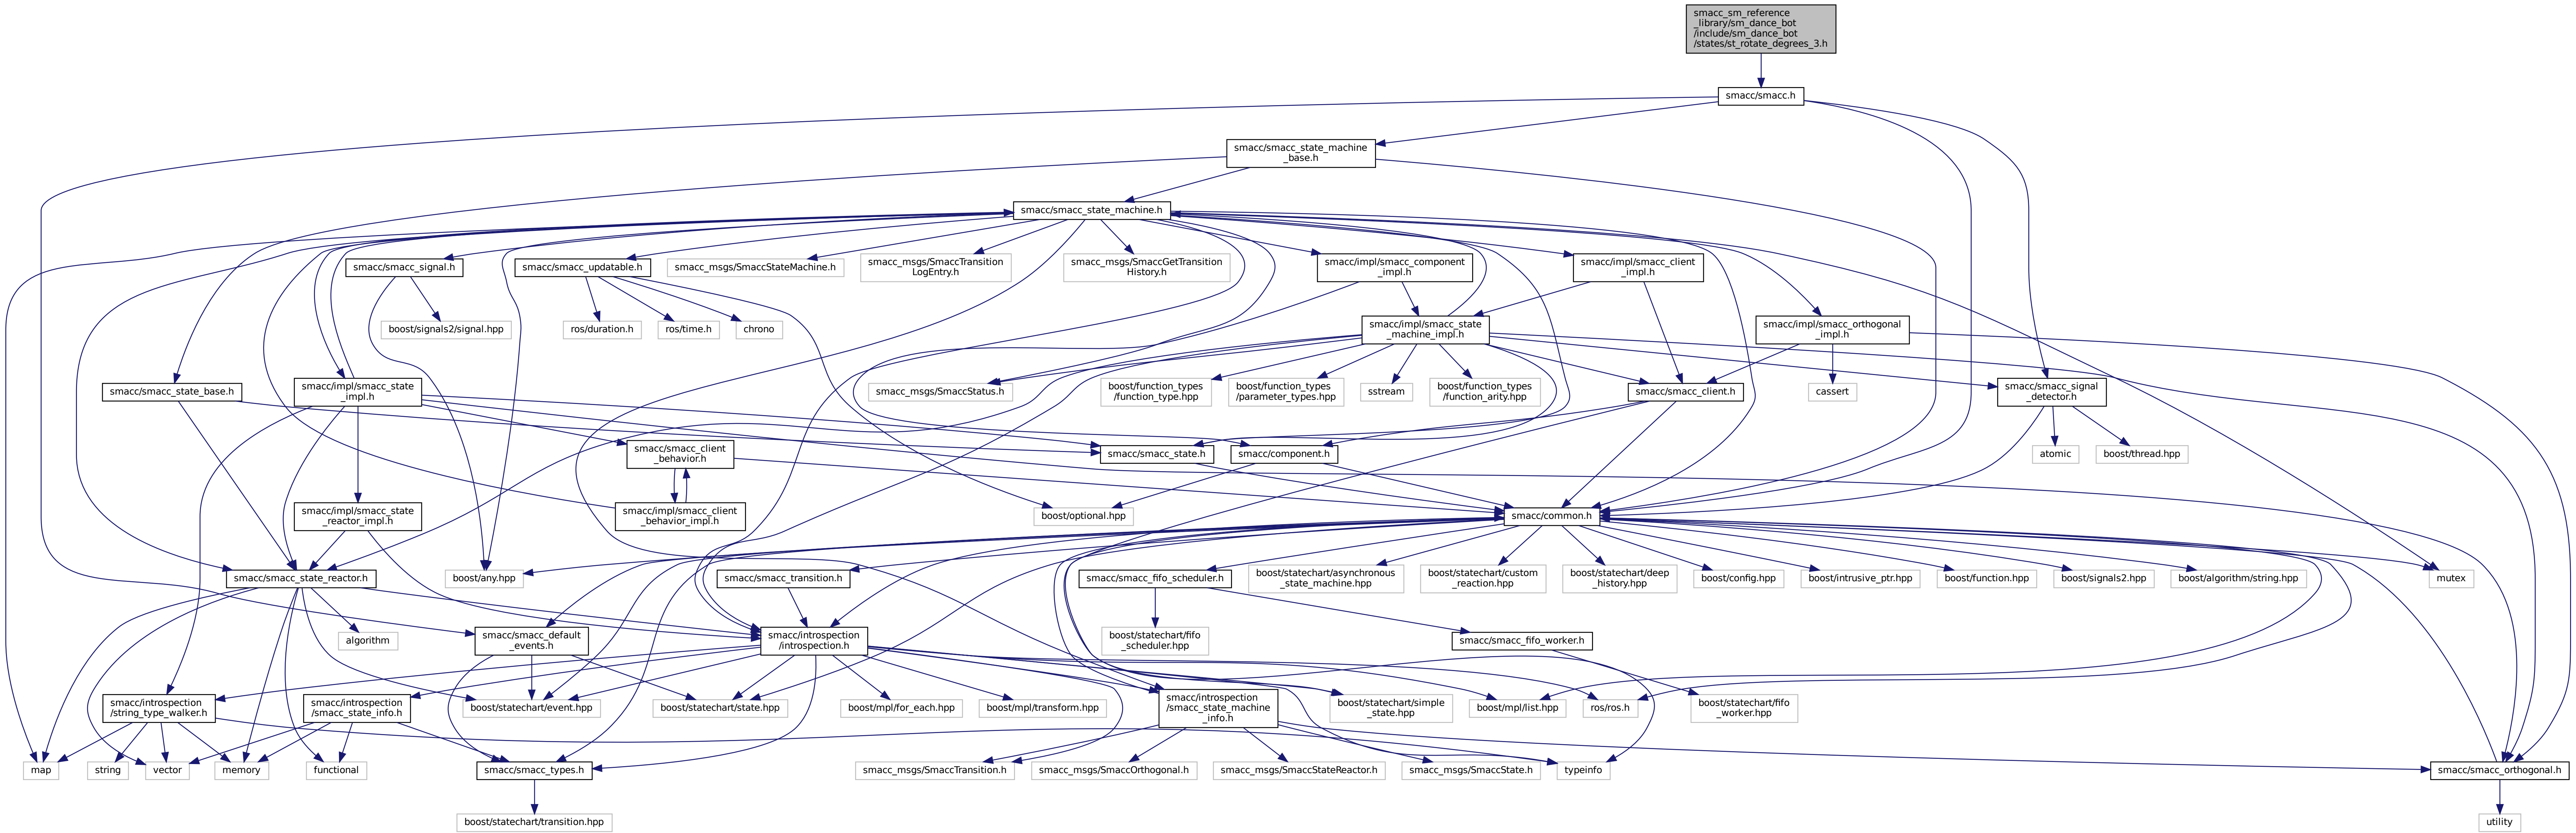 smacc_sm_reference
_library/sm_dance_bot
/include/sm_dance_bot
/states/st_rotate_degrees_3.h
smacc/smacc.h
smacc/smacc_state_machine
_base.h
smacc/smacc_state_machine.h
smacc/smacc_signal.h
smacc/smacc_updatable.h
smacc_msgs/SmaccStateMachine.h
smacc_msgs/SmaccTransition
LogEntry.h
smacc_msgs/SmaccGetTransition
History.h
smacc/impl/smacc_component
_impl.h
smacc/impl/smacc_client
_impl.h
boost/signals2/signal.hpp
ros/duration.h
ros/time.h
chrono
smacc/impl/smacc_state
_machine_impl.h
smacc/impl/smacc_orthogonal
_impl.h
smacc/smacc_state_base.h
smacc/impl/smacc_state
_impl.h
smacc_msgs/SmaccStatus.h
boost/function_types
/function_type.hpp
boost/function_types
/parameter_types.hpp
sstream
boost/function_types
/function_arity.hpp
smacc/smacc_client.h
cassert
smacc/smacc_signal
_detector.h
smacc/smacc_client
_behavior.h
smacc/smacc_state.h
smacc/component.h
atomic
boost/thread.hpp
smacc/impl/smacc_state
_reactor_impl.h
smacc/impl/smacc_client
_behavior_impl.h
boost/optional.hpp
smacc/common.h
smacc/smacc_state_reactor.h
boost/any.hpp
smacc/smacc_transition.h
smacc/smacc_fifo_scheduler.h
boost/statechart/asynchronous
_state_machine.hpp
boost/statechart/custom
_reaction.hpp
boost/statechart/deep
_history.hpp
boost/config.hpp
boost/intrusive_ptr.hpp
boost/function.hpp
boost/signals2.hpp
boost/algorithm/string.hpp
mutex
algorithm
smacc/smacc_default
_events.h
smacc/introspection
/introspection.h
boost/statechart/fifo
_scheduler.hpp
smacc/smacc_fifo_worker.h
smacc/introspection
/string_type_walker.h
smacc/introspection
/smacc_state_info.h
boost/statechart/event.hpp
boost/statechart/state.hpp
boost/mpl/for_each.hpp
boost/mpl/transform.hpp
smacc/introspection
/smacc_state_machine
_info.h
boost/statechart/simple
_state.hpp
boost/mpl/list.hpp
ros/ros.h
boost/statechart/fifo
_worker.hpp
map
string
vector
memory
functional
smacc/smacc_types.h
smacc_msgs/SmaccTransition.h
smacc_msgs/SmaccOrthogonal.h
smacc_msgs/SmaccStateReactor.h
smacc_msgs/SmaccState.h
typeinfo
smacc/smacc_orthogonal.h
boost/statechart/transition.hpp
utility